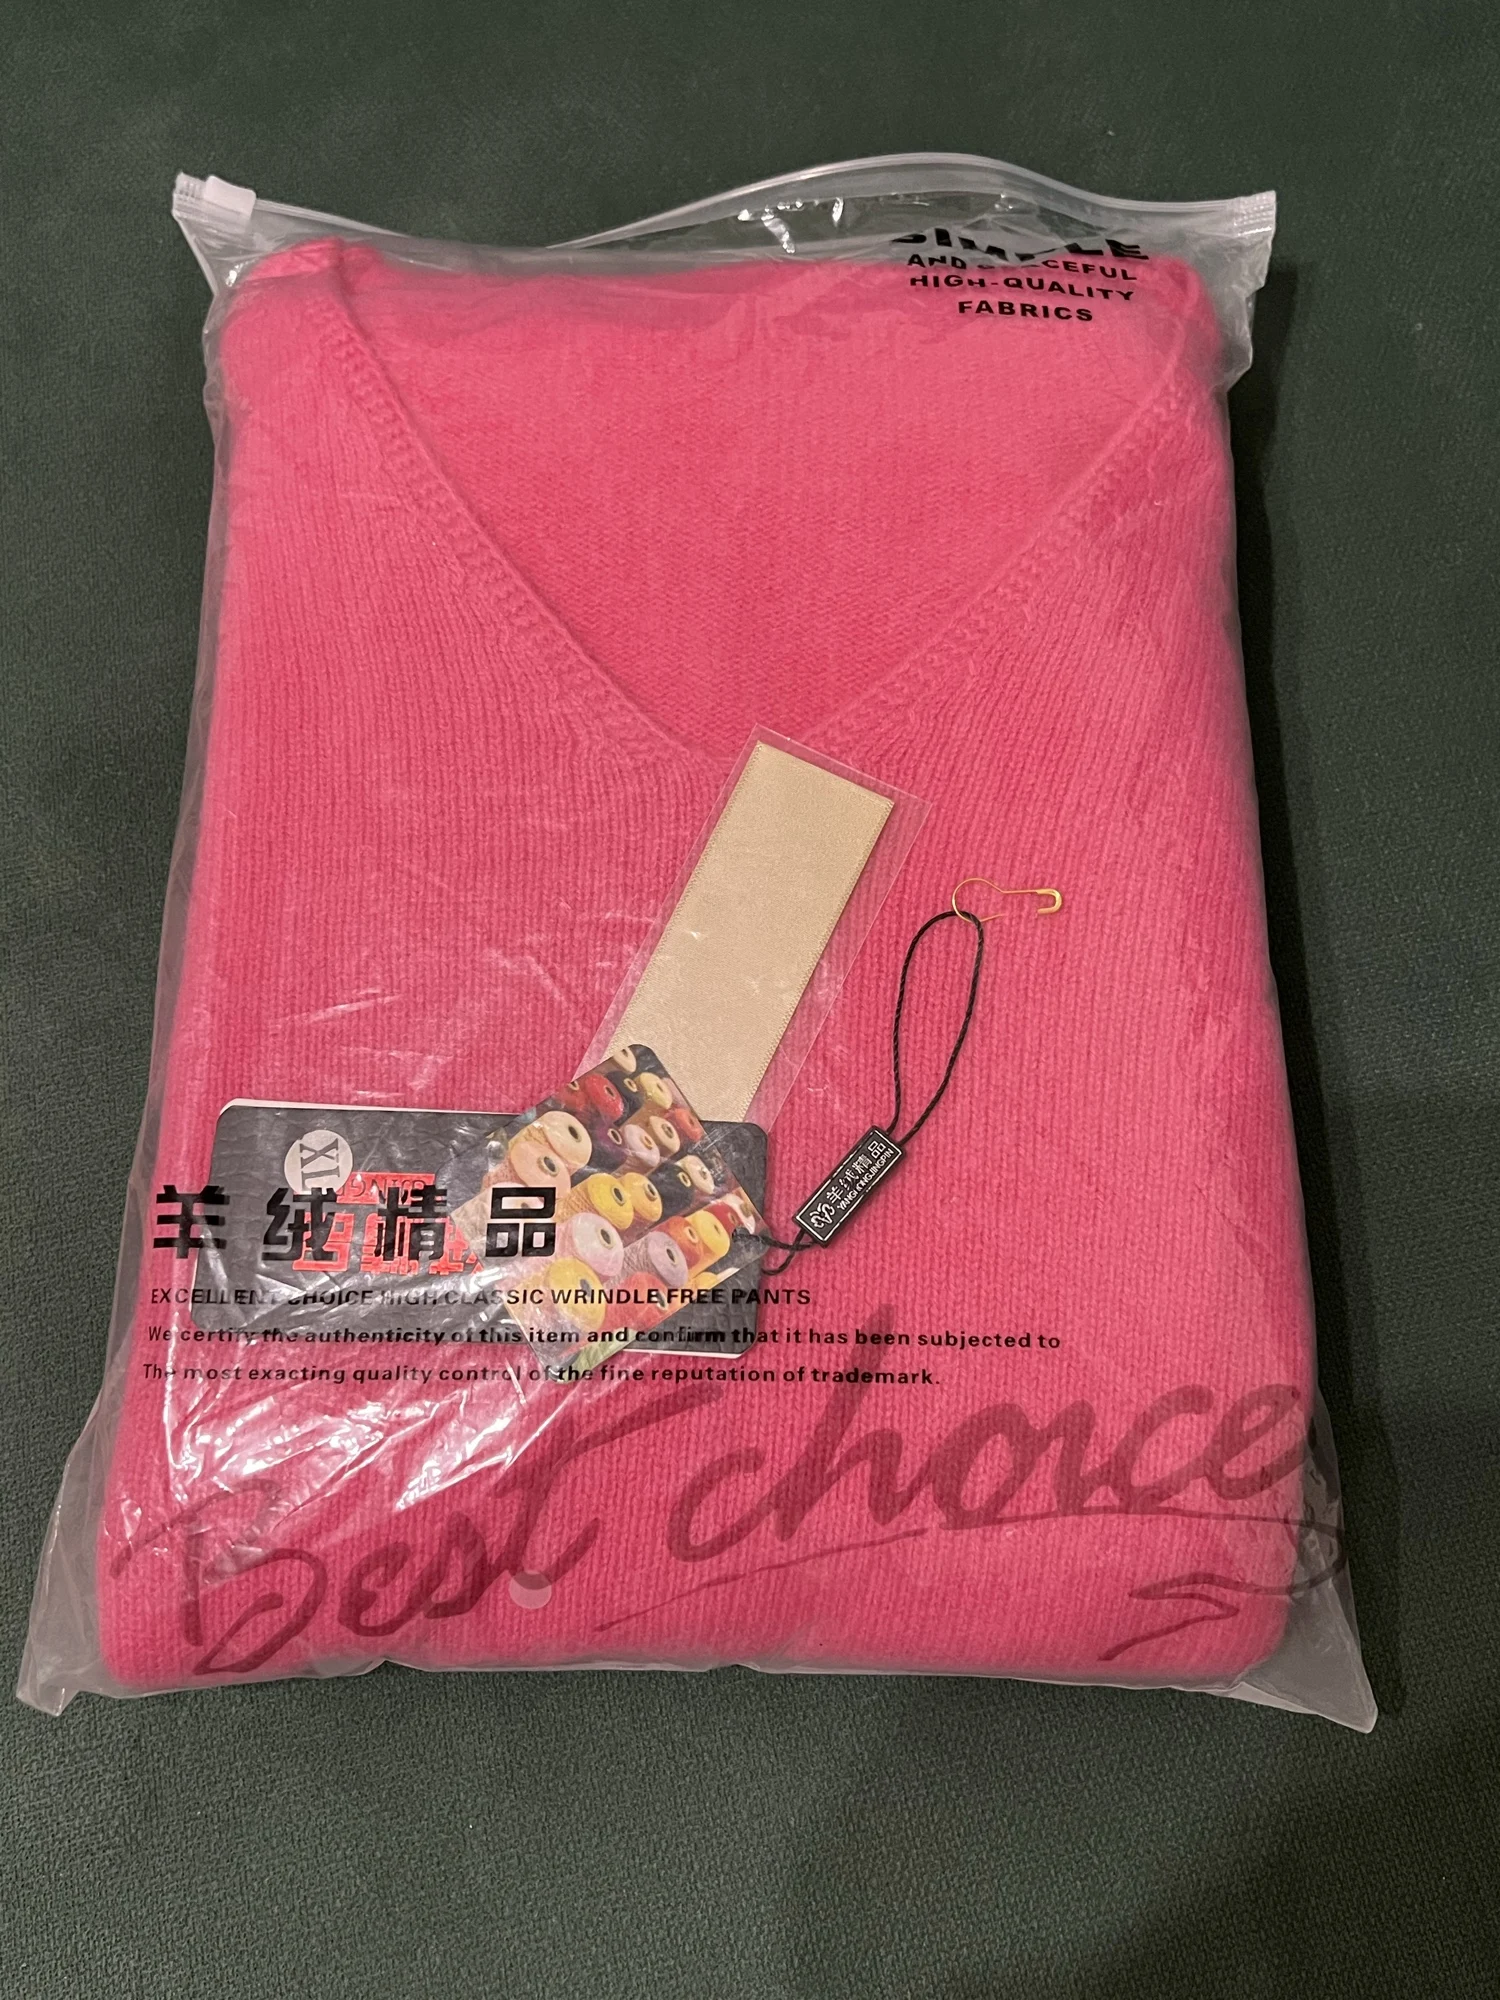 SIMPLE
AND GRACEFUL
HIGH-QUALITY
FABRICS
羊绒精品
YANGRONGJINGPIN
XL
羊绒精品
EXCELLENT CHOICE HIGH CLASSIC WRINDLE FREE PANTS
We certify the authenticity of this item and confirm that it has been subjected to
The most exacting quality control of the fine reputation of trademark.
Best choice